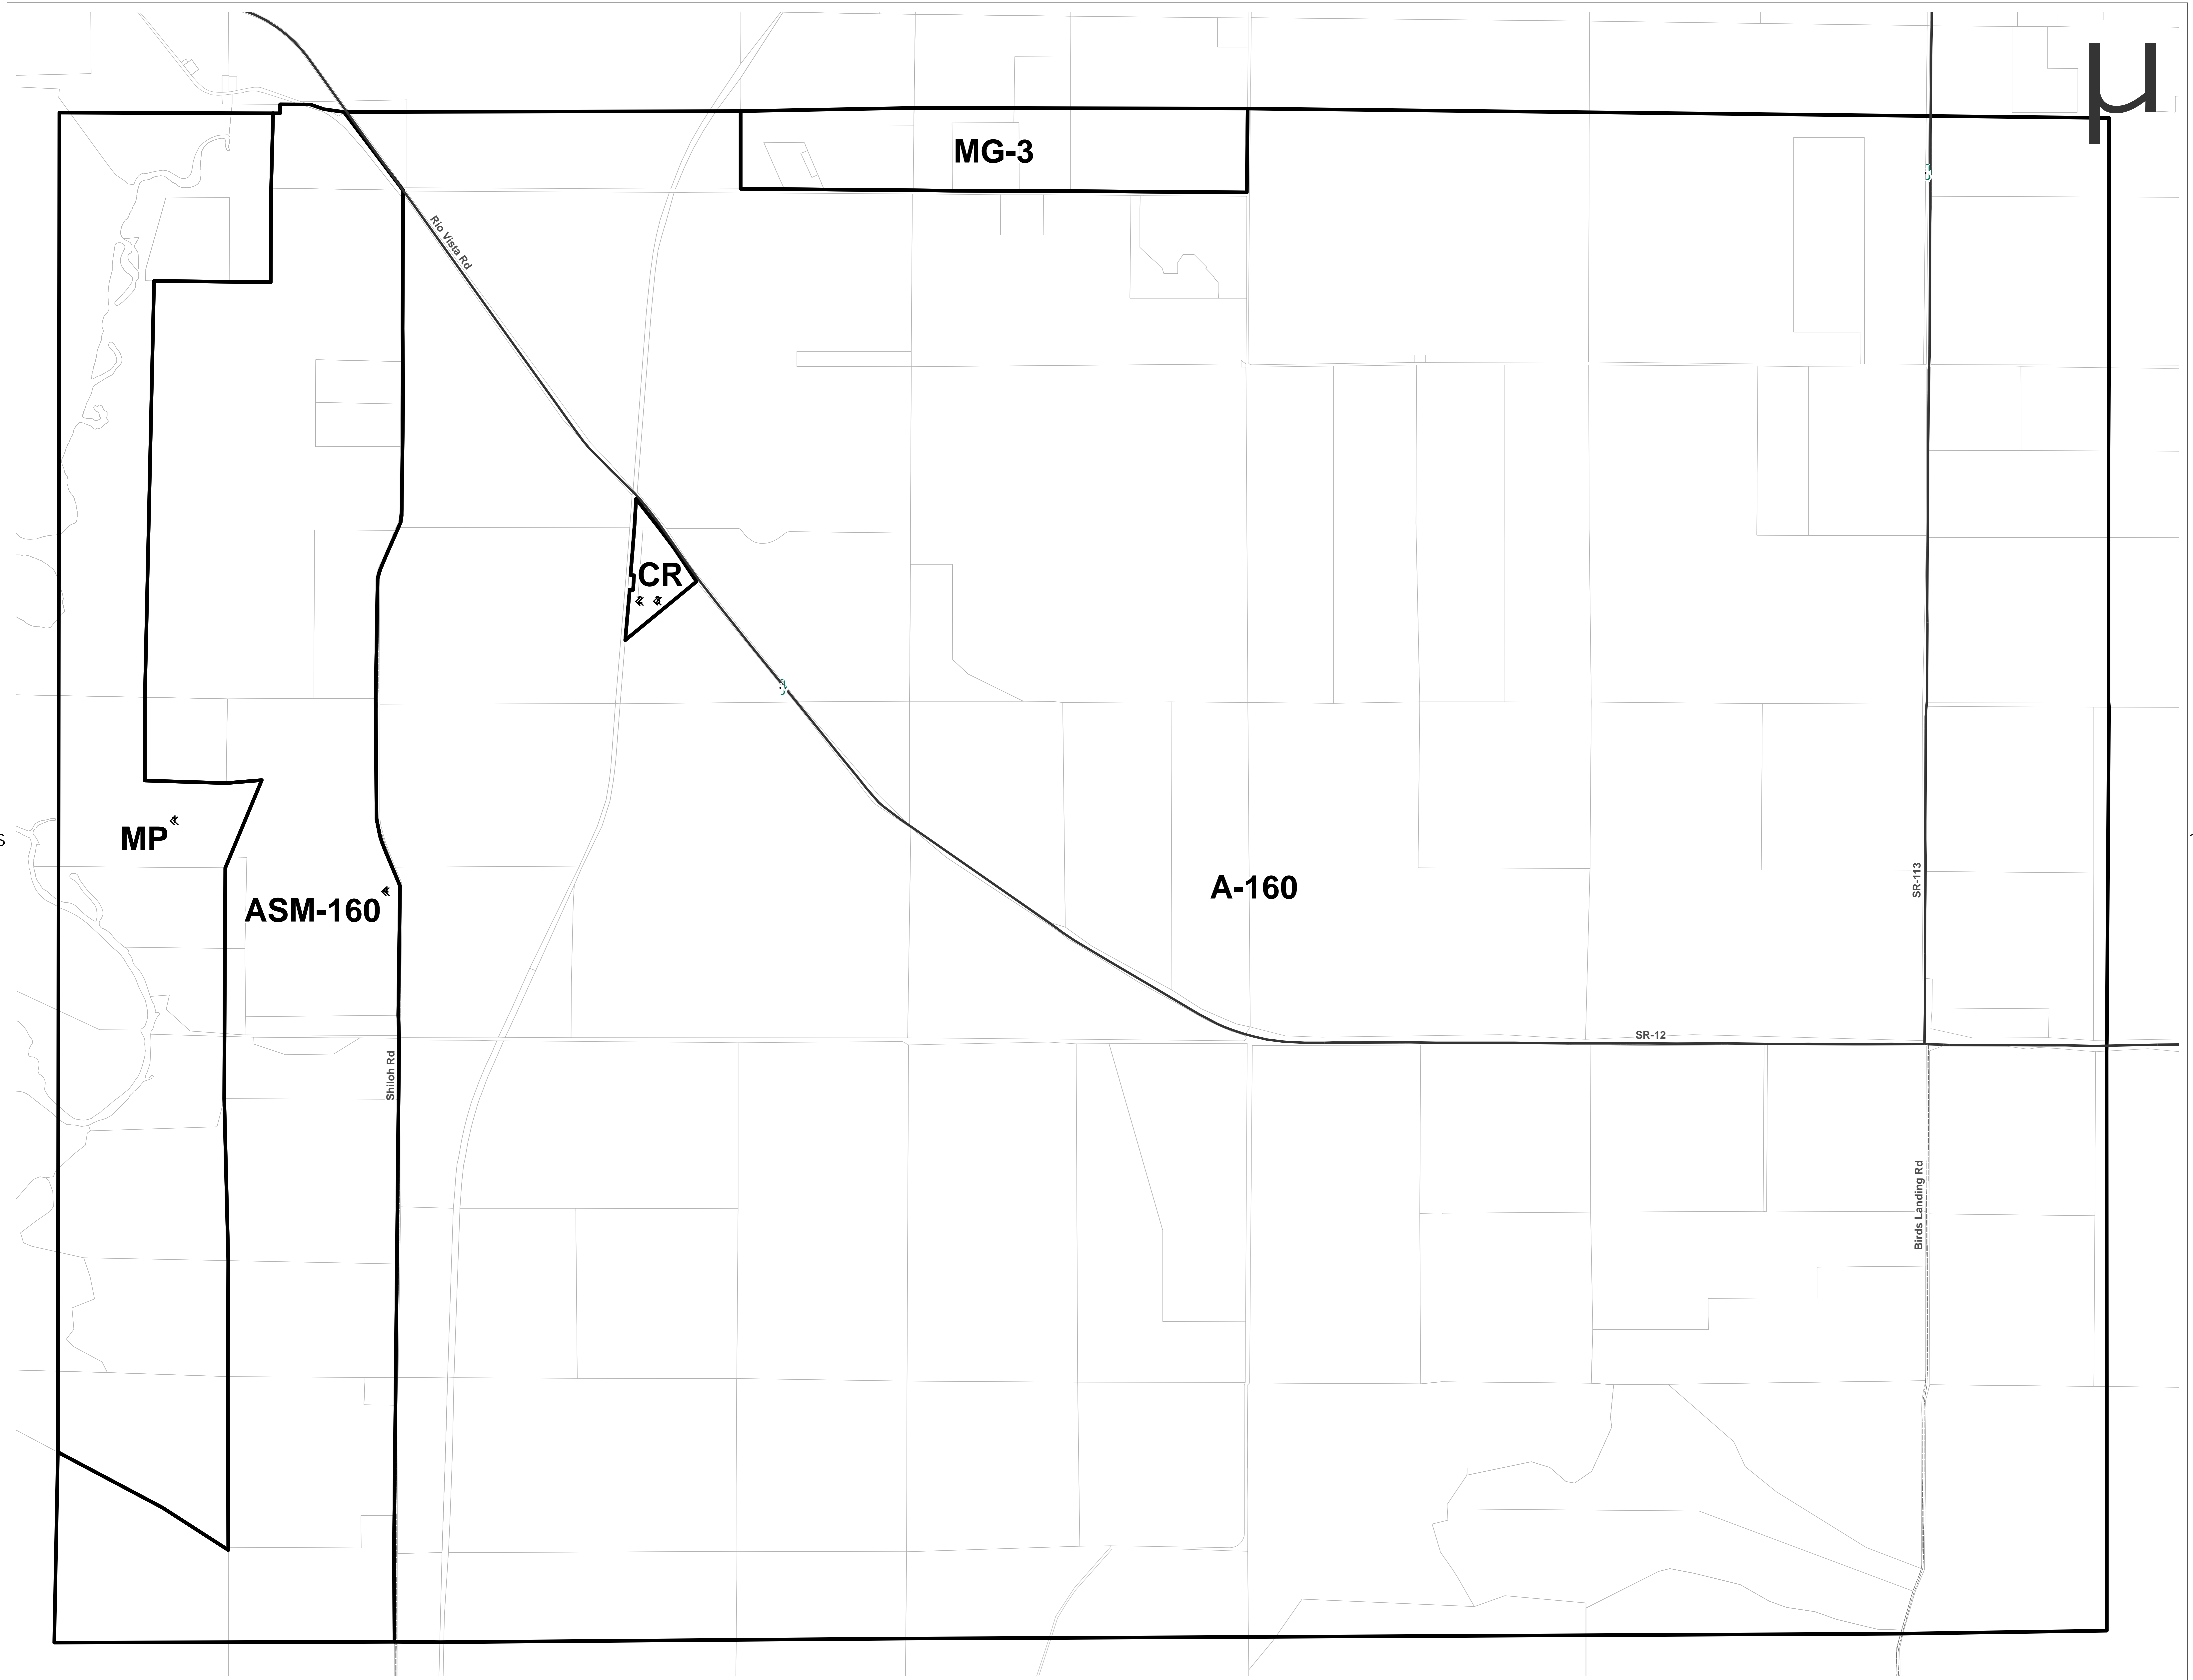 µ
MG-3
Rio Vista Rd
CR
MP
ASM-160
A-160
SR-113
SR-12
Shiloh Rd
Birds Landing Rd